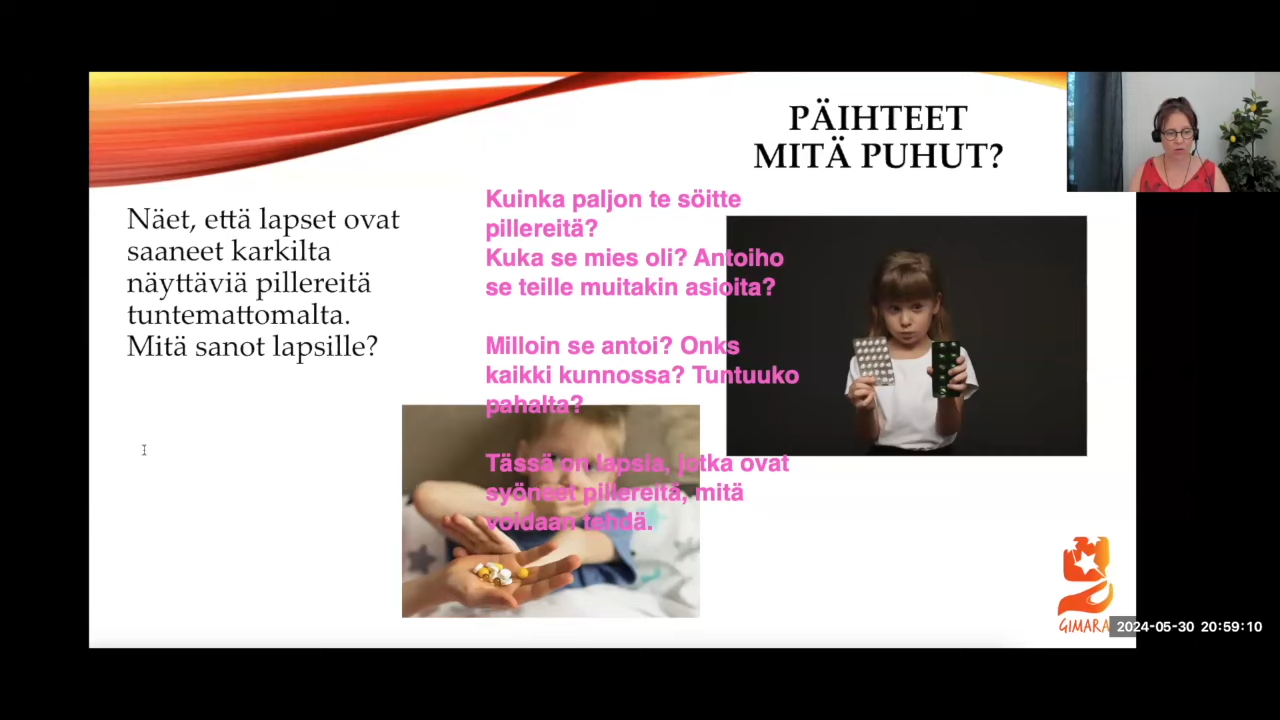 PÄIHTEET
MITÄ PUHUT?
Näet, että lapset ovat
saaneet karkilta
näyttäviä pillereitä
tuntemattomalta.
Mitä sanot lapsille?
Kuinka paljon te söitte
pillereitä?
Kuka se mies oli? Antoiho
se teille muitakin asioita?
Milloin se antoi? Onks
kaikki kunnossa? Tuntuuko
pahalta?
Tässä on lapsia, jotka ovat
syöneet pillereitä, mitä
voidaan tehdä.
GIMARA
2024-05-30 20:59:10